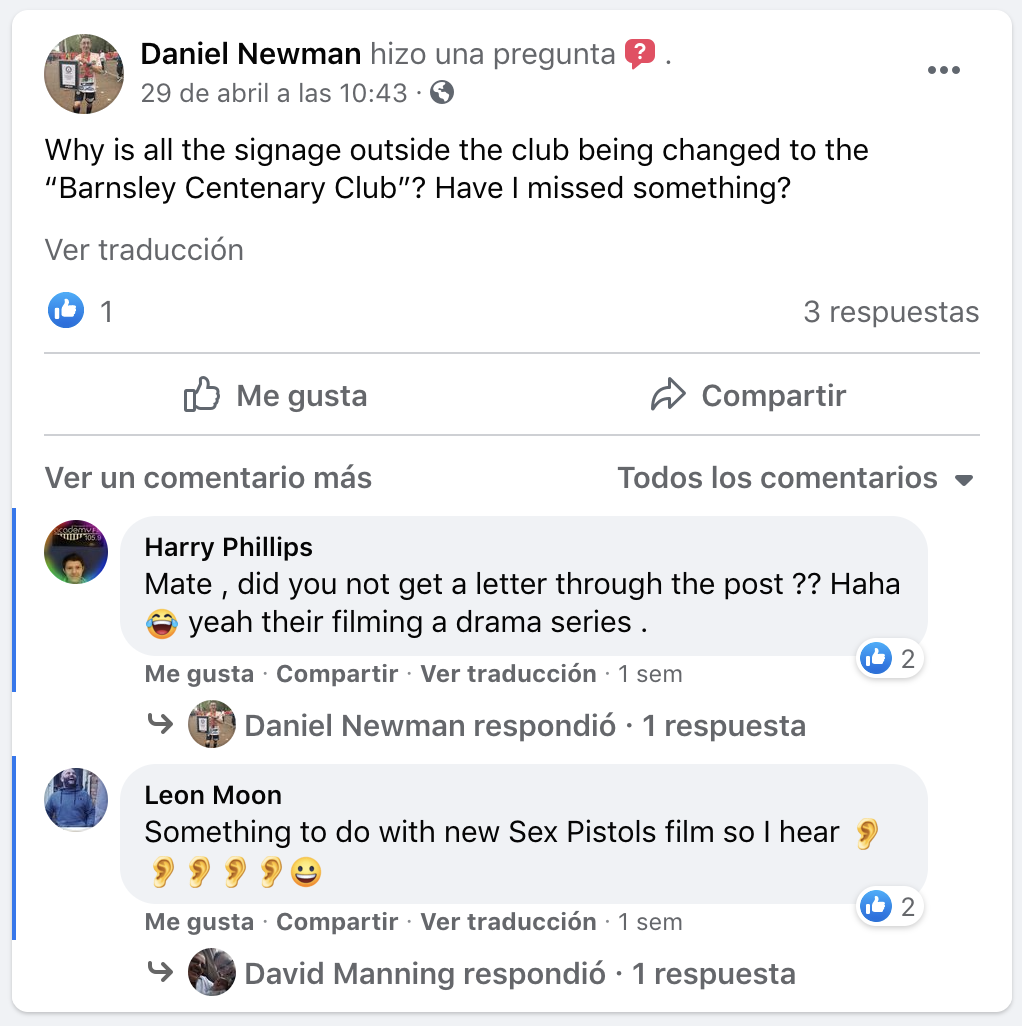 Daniel Newman hizo una pregunta ? .
29 de abril a las 10:43 ·
Why is all the signage outside the club being changed to the
“Barnsley Centenary Club”? Have I missed something?
Ver traducción
1 3 respuestas
Me gusta Compartir
Ver un comentario más Todos los comentarios
Harry Phillips
Mate , did you not get a letter through the post ?? Haha
😂 yeah their filming a drama series .
2
Me gusta · Compartir · Ver traducción · 1 sem
Daniel Newman respondió · 1 respuesta
Leon Moon
Something to do with new Sex Pistols film so I hear 👂
👂👂👂👂😀
2
Me gusta · Compartir · Ver traducción · 1 sem
David Manning respondió · 1 respuesta